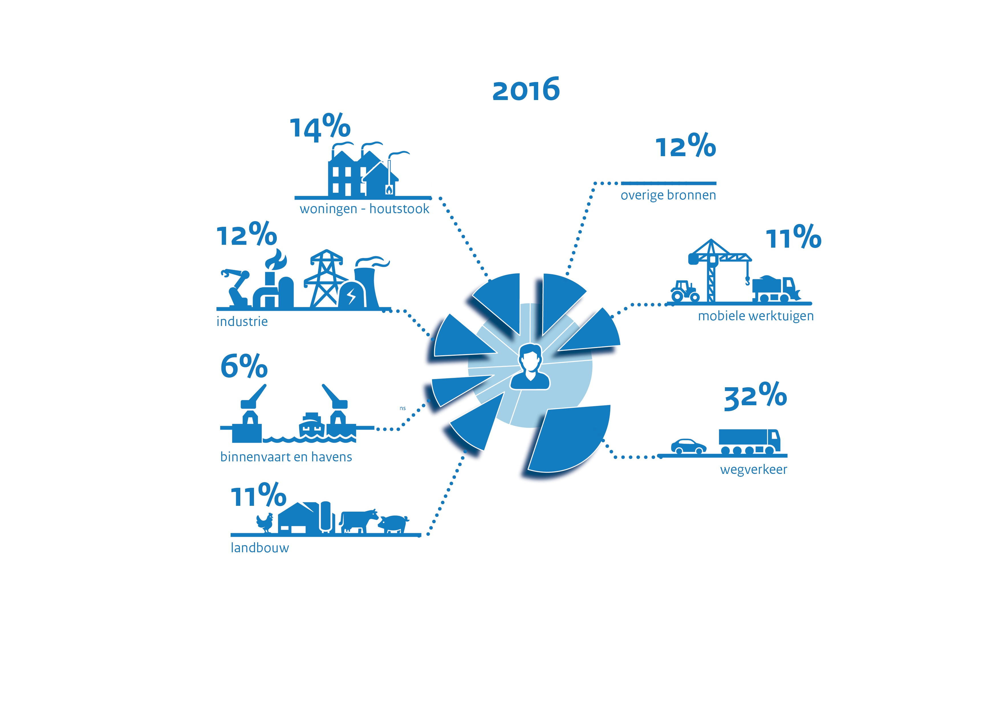 2016
14%
woningen - houtstook
12%
industrie
6%
ns
binnenvaart en havens
11%
landbouw
12%
overige bronnen
11%
mobiele werktuigen
32%
wegverkeer